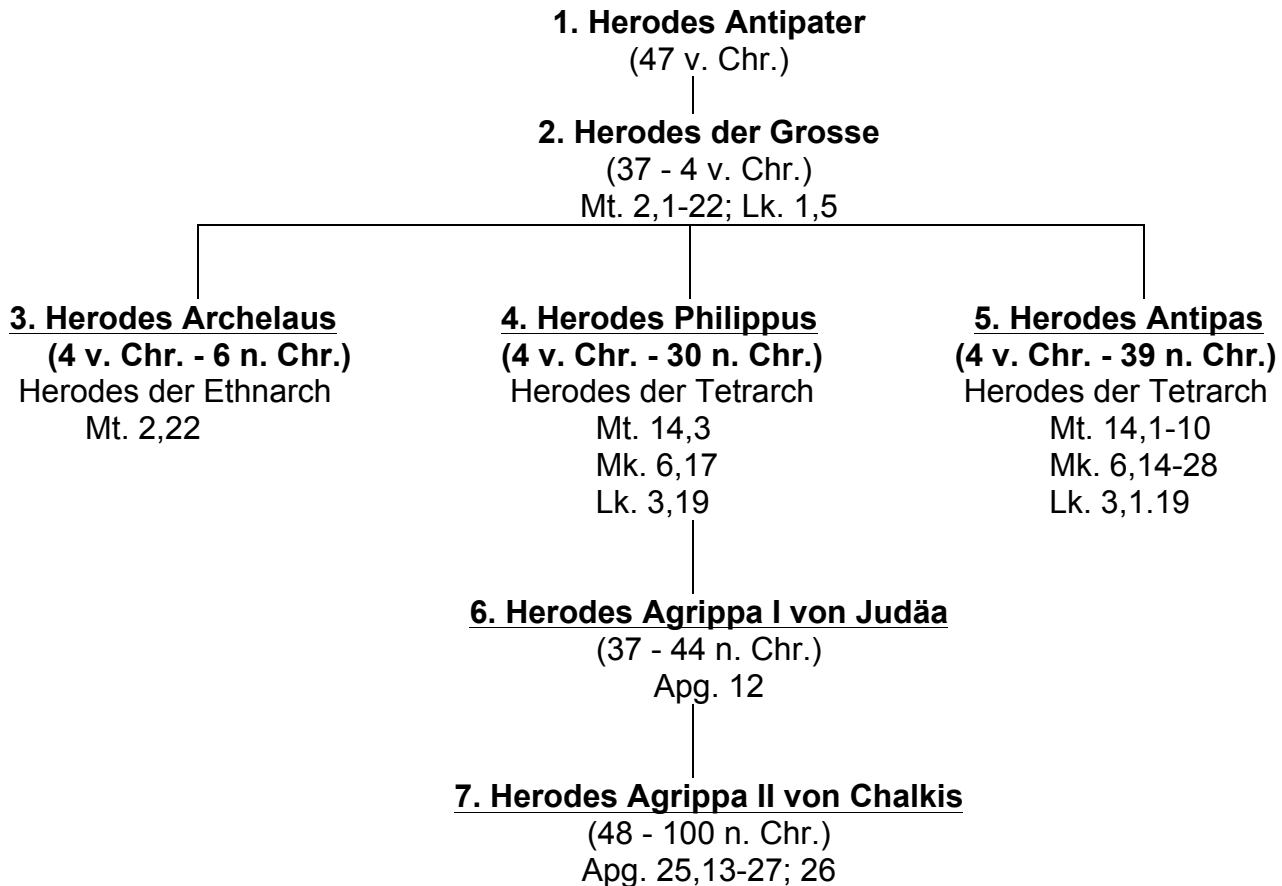 1. Herodes Antipater
(47 v. Chr.)
2. Herodes der Grosse
(37 - 4 v. Chr.)
Mt. 2,1-22; Lk. 1,5
3. Herodes Archelaus
(4 v. Chr. - 6 n. Chr.)
Herodes der Ethnarch
Mt. 2,22
4. Herodes Philippus
(4 v. Chr. - 30 n. Chr.)
Herodes der Tetrarch
Mt. 14,3
Mk. 6,17
Lk. 3,19
5. Herodes Antipas
(4 v. Chr. - 39 n. Chr.)
Herodes der Tetrarch
Mt. 14,1-10
Mk. 6,14-28
Lk. 3,1.19
6. Herodes Agrippa I von Judäa
(37 - 44 n. Chr.)
Apg. 12
7. Herodes Agrippa II von Chalkis
(48 - 100 n. Chr.)
Apg. 25,13-27; 26